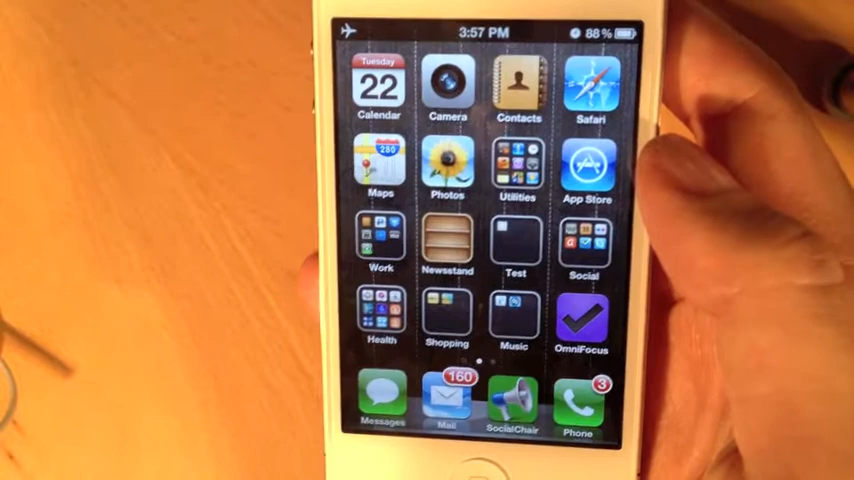 3:57 PM 88%
Tuesday
22
Calendar Camera Contacts Safari
280
Maps Photos Utilities App Store
Work Newsstand Test Social
Health Shopping Music OmniFocus
160 3
Messages Mail SocialChair Phone